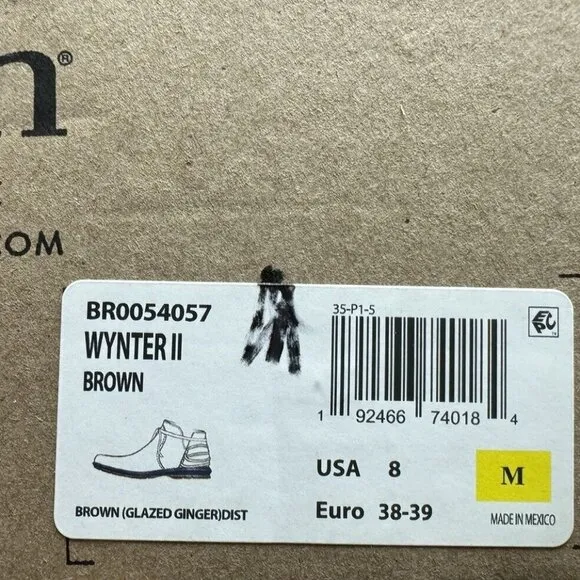 n®
.COM
BR0054057
WYNTER II
BROWN
35-P1-5
1 92466 74018 4
USA 8
M
Euro 38-39
BROWN (GLAZED GINGER)DIST
MADE IN MEXICO